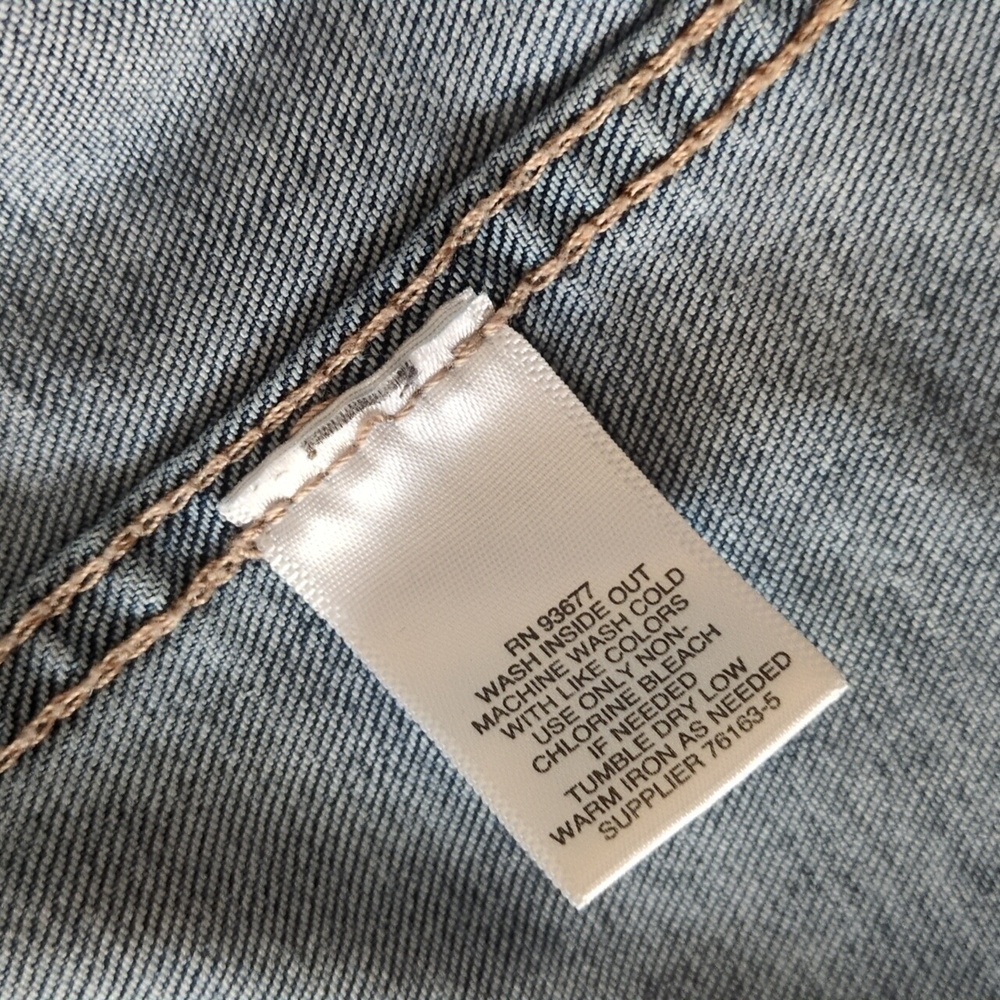 RN 93677
WASH INSIDE OUT
MACHINE WASH COLD
WITH LIKE COLORS
USE ONLY NON-
CHLORINE BLEACH
IF NEEDED
TUMBLE DRY LOW
WARM IRON AS NEEDED
SUPPLIER 76163-5